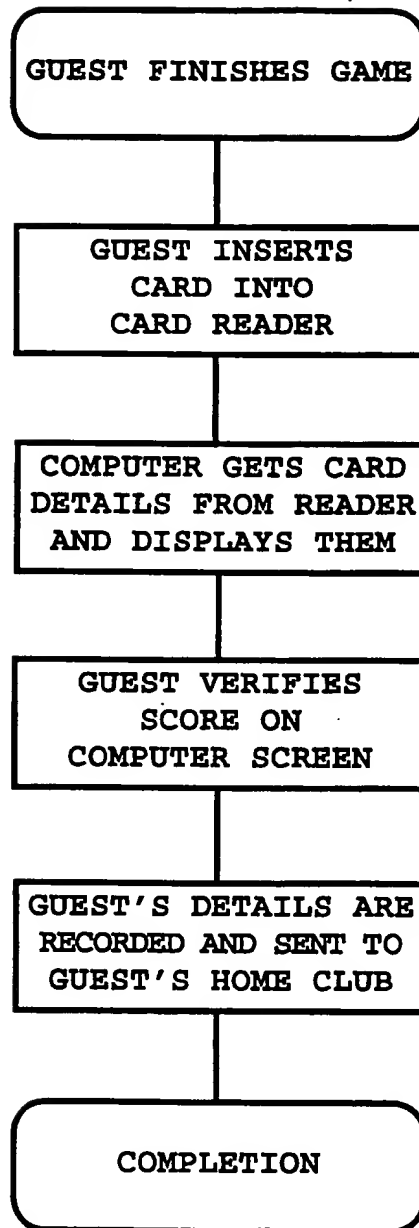 GUEST FINISHES GAME
GUEST INSERTS
CARD INTO
CARD READER
COMPUTER GETS CARD
DETAILS FROM READER
AND DISPLAYS THEM
GUEST VERIFIES
SCORE ON
COMPUTER SCREEN
GUEST'S DETAILS ARE
RECORDED AND SENT TO
GUEST'S HOME CLUB
COMPLETION